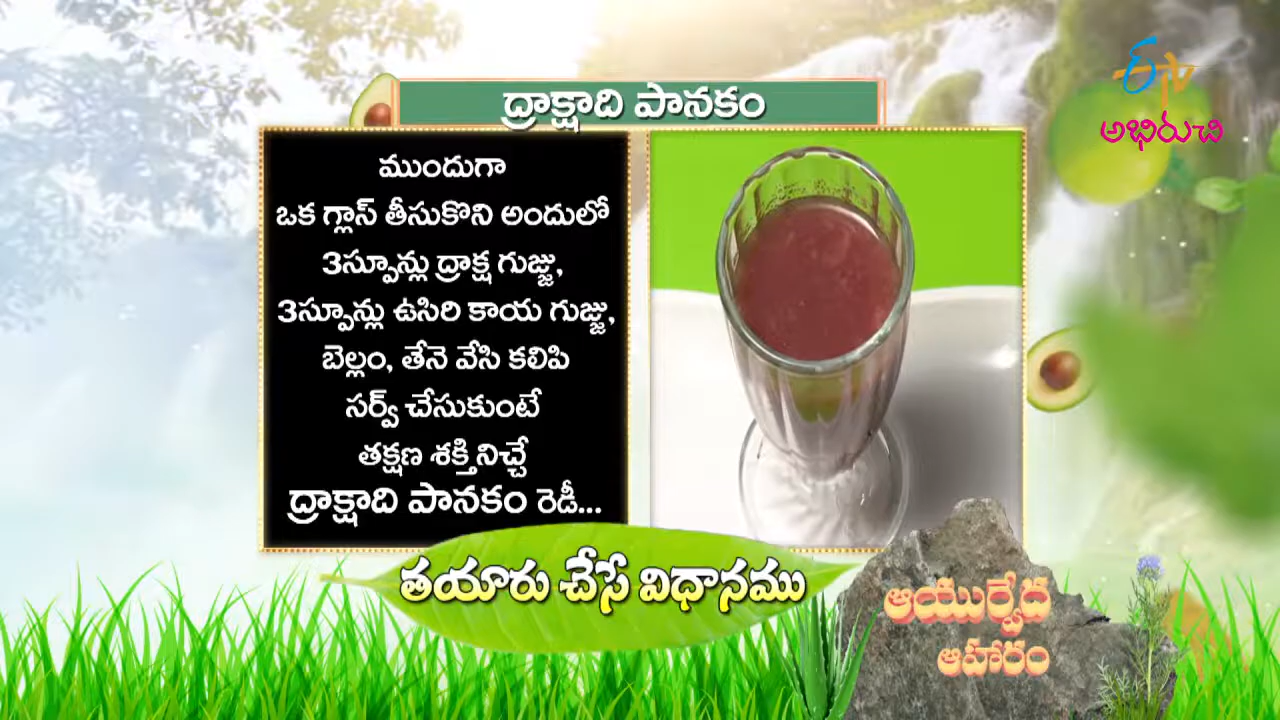 ద్రాక్షాది పానకం
ETV
అభిరుచి
ముందుగా
ఒక గ్లాస్ తీసుకొని అందులో
3స్పూన్లు ద్రాక్ష గుజ్జు,
3స్పూన్లు ఉసిరి కాయ గుజ్జు,
బెల్లం, తేనె వేసి కలిపి
సర్వ్ చేసుకుంటే
తక్షణ శక్తినిచ్చే
ద్రాక్షాది పానకం రెడీ...
తయారు చేసే విధానము
ఆయుర్వేద
ఆహారం